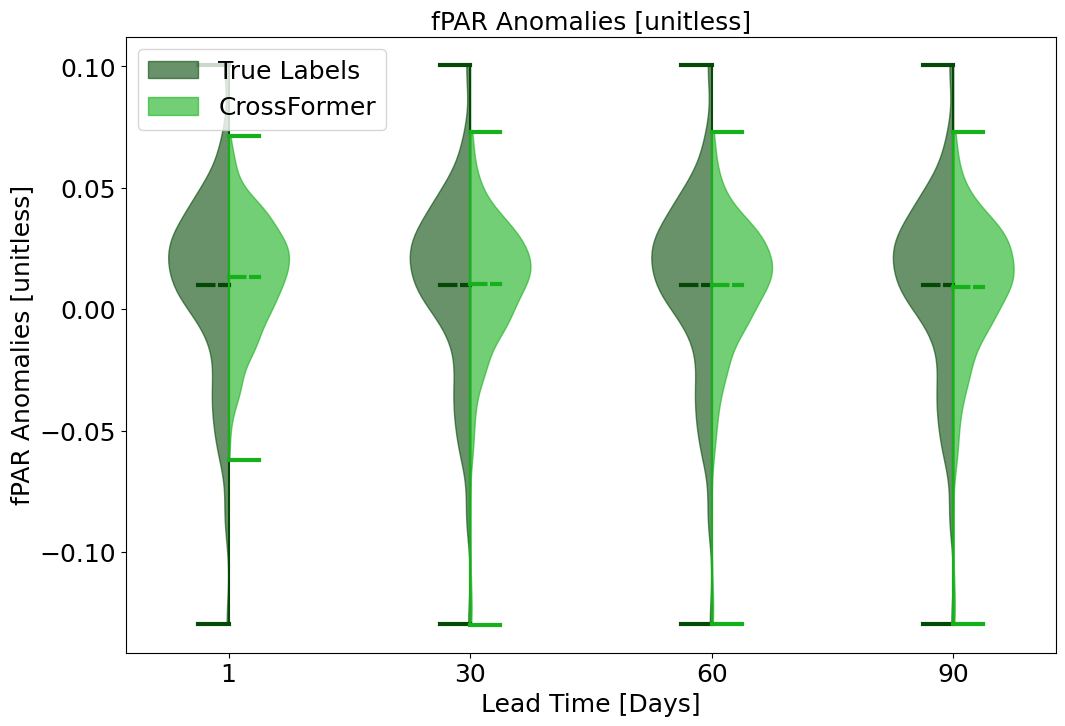 fPAR Anomalies [unitless]
True Labels
CrossFormer
fPAR Anomalies [unitless]
0.10
0.05
0.00
−0.05
−0.10
1 30 60 90
Lead Time [Days]